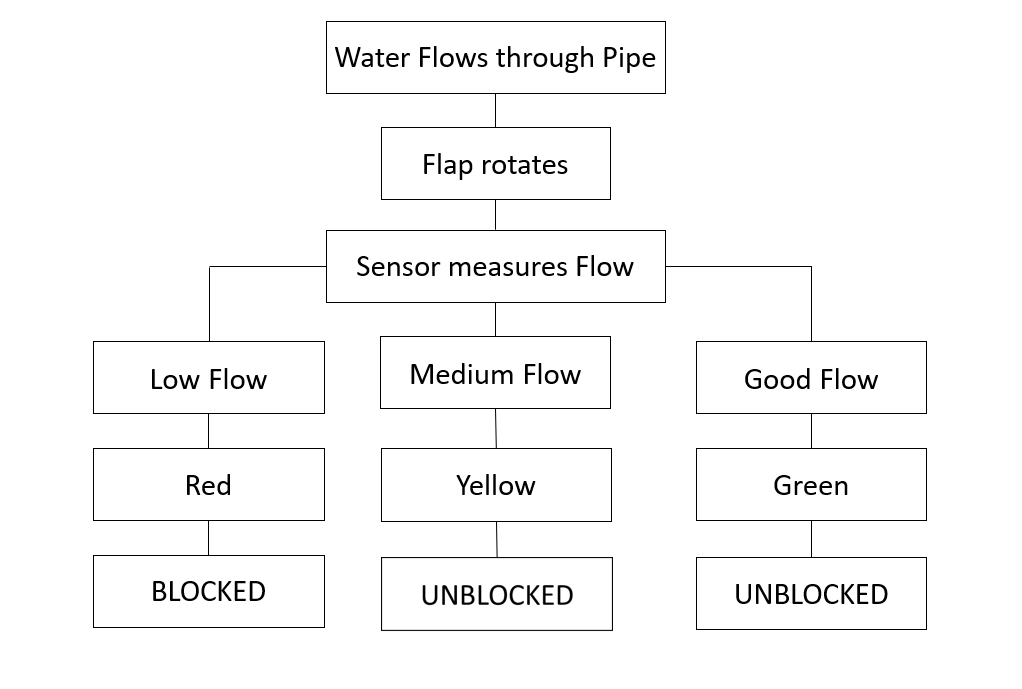 Water Flows through Pipe
Flap rotates
Sensor measures Flow
Low Flow
Medium Flow
Good Flow
Red
Yellow
Green
BLOCKED
UNBLOCKED
UNBLOCKED